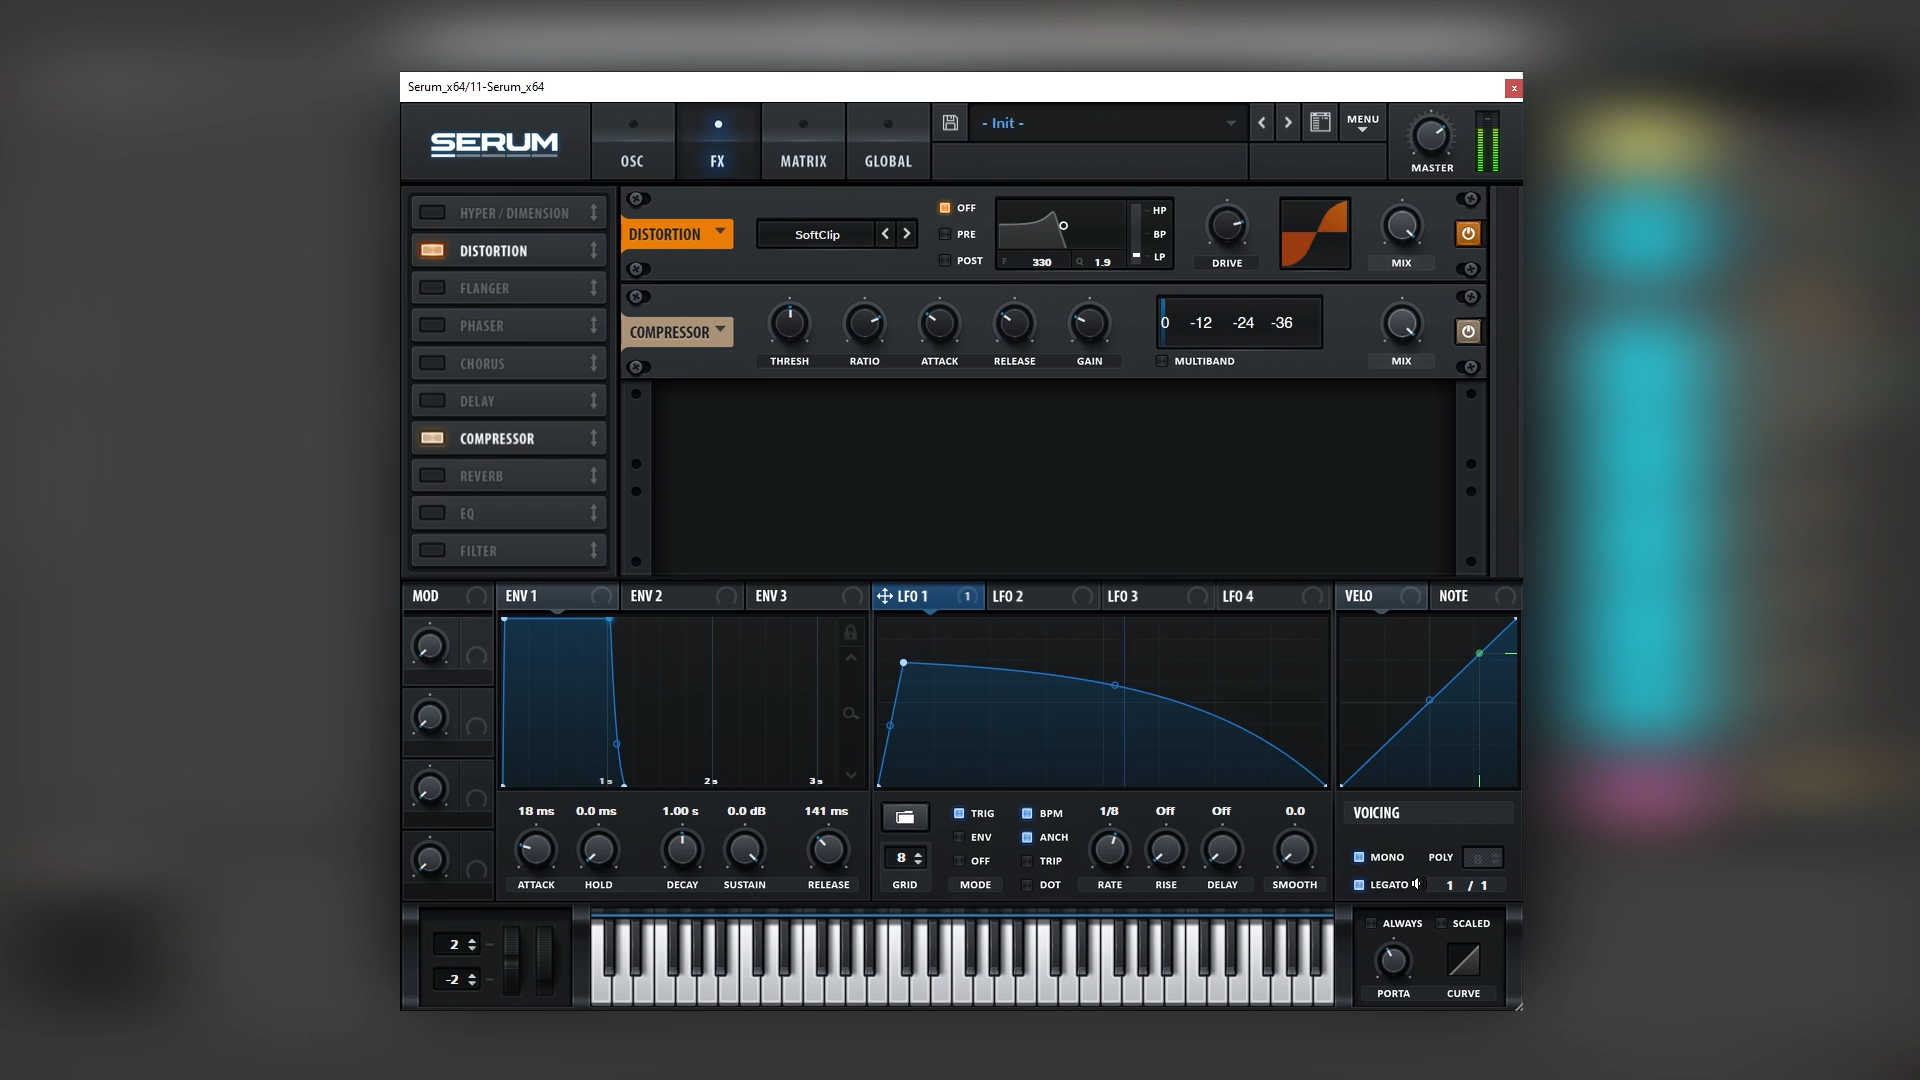 Serum_x64/11-Serum_x64
x
SERUM
OSC
FX
MATRIX
GLOBAL
- Init -
MENU
MASTER
HYPER / DIMENSION
DISTORTION
FLANGER
PHASER
CHORUS
DELAY
COMPRESSOR
REVERB
EQ
FILTER
DISTORTION
SoftClip
OFF
PRE
POST
F 330 Q 1.9
HP
BP
LP
DRIVE
MIX
COMPRESSOR
THRESH
RATIO
ATTACK
RELEASE
GAIN
0 -12 -24 -36
MULTIBAND
MIX
MOD
ENV 1
ENV 2
ENV 3
LFO 1 1
LFO 2
LFO 3
LFO 4
VELO
NOTE
1s 2s 3s
18 ms 0.0 ms 1.00 s 0.0 dB 141 ms
ATTACK HOLD DECAY SUSTAIN RELEASE
8
GRID
TRIG
ENV
OFF
MODE
BPM
ANCH
TRIP
DOT
1/8 Off Off 0.0
RATE RISE DELAY SMOOTH
VOICING
MONO POLY 8
LEGATO 1 / 1
2
-2
ALWAYS SCALED
PORTA CURVE